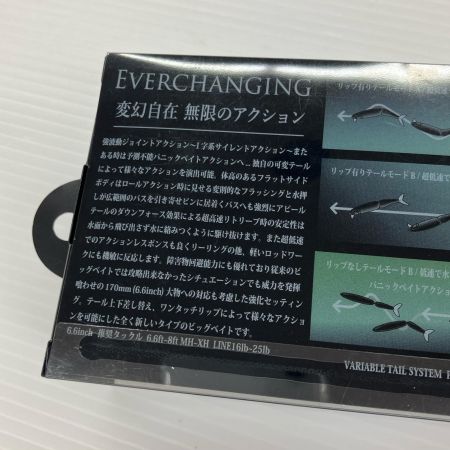 EVERCHANGING
変幻自在 無限のアクション
強波動ジョイントアクション〜I字系サイレントアクション〜また
ある時は予測不能パニックベイトアクションへ... 独自の可変テール
によって様々なアクションを演出可能。体高のあるフラットサイド
ボディはロールアクション時に見せる変則的なフラッシングと水押
しが広範囲のバスを引き寄せピンに居着くバスへも強烈にアピール
テールのダウンフォース効果による超高速リトリーブ時の安定性は
水面から飛び出さず水に絡みつくように駆け抜けます。また超低速
でのアクションレスポンスも良くリーリングの他、軽いロッドワー
クにも機敏に反応します。障害物回避能力にも優れており従来のビ
ッグベイトでは攻略出来なかったシチュエーションでも威力を発揮
喰わせの170mm (6.6inch) 大物への対応も考慮した強化セッティン
グ、テール上下差し替え、ワンタッチリップによって様々なアクショ
ンを可能にした全く新しいタイプのビッグベイトです。
6.6inch 推奨タックル 6.6ft-8ft MH-XH LINE16lb-25lb
リップ有りテールモード
リップ有りテールモード B / 超低速で
リップなしテールモード B / 低速で水
パニックベイトアクション
VARIABLE TAIL SYSTEM